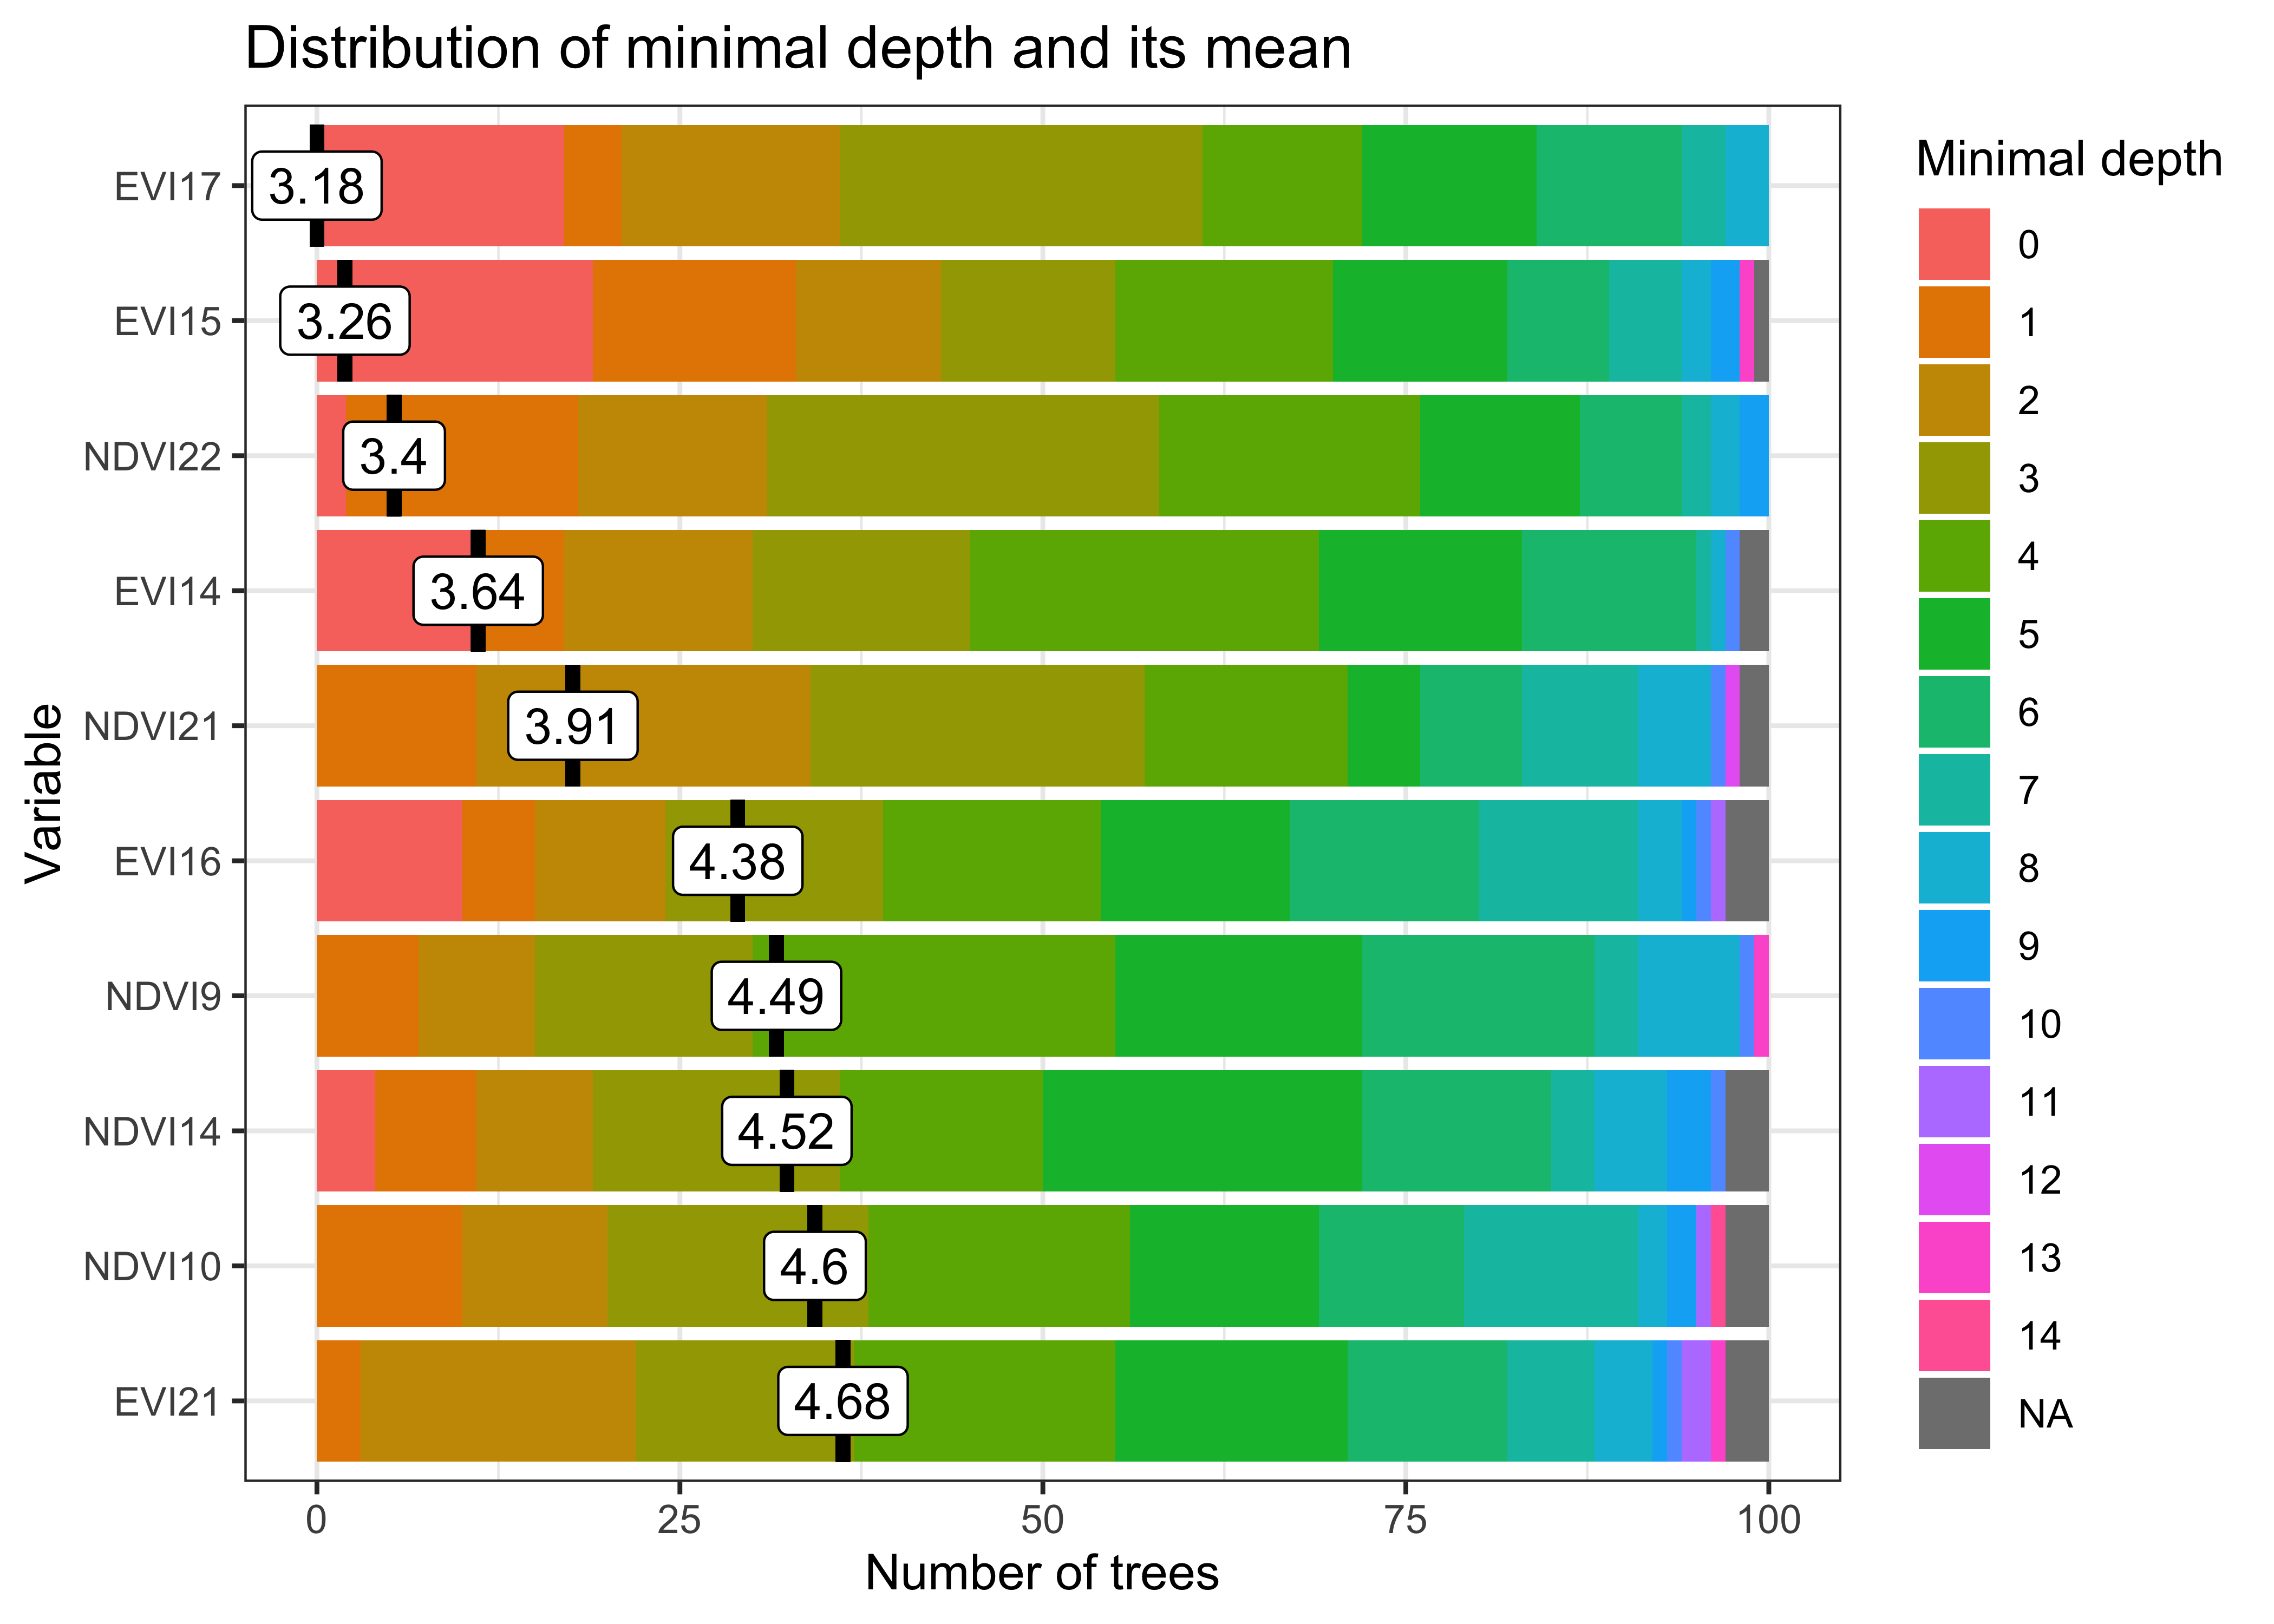 Distribution of minimal depth and its mean
Variable
EVI17
3.18
EVI15
3.26
NDVI22
3.4
EVI14
3.64
NDVI21
3.91
EVI16
4.38
NDVI9
4.49
NDVI14
4.52
NDVI10
4.6
EVI21
4.68
0 25 50 75 100
Number of trees
Minimal depth
0
1
2
3
4
5
6
7
8
9
10
11
12
13
14
NA